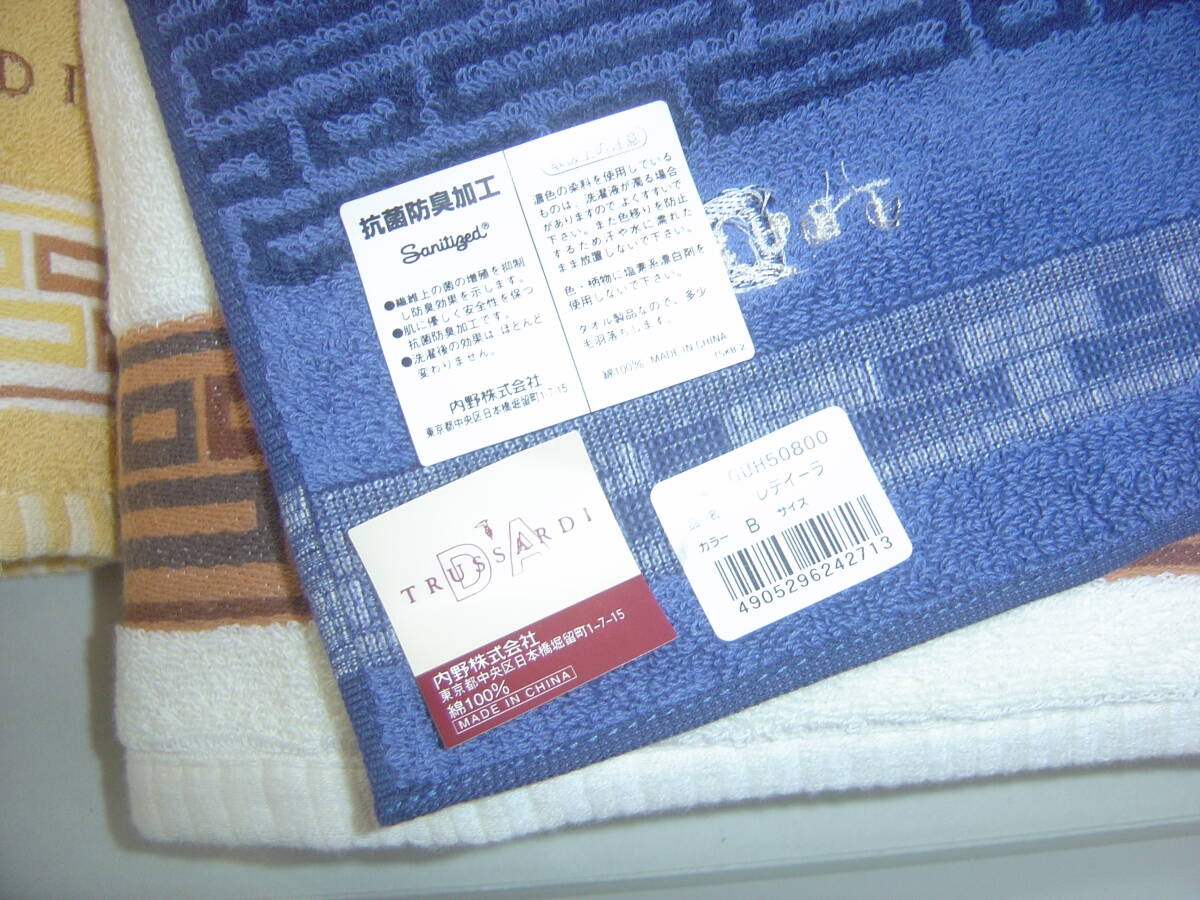 DI
抗菌防臭加工
Sanitized®
●繊維上の菌の増殖を抑制
し防臭効果を示します。
●肌に優しく安全性を保つ
抗菌防臭加工です。
●洗濯後の効果は ほとんど
変わりません。
内野株式会社
東京都中央区日本橋堀留町1-7-15
濃色の染料を使用している
ものは、洗濯液が濁る場合
がありますので、よくすすいで
下さい。また色移りを防止
するため、汗や水に濡れた
まま放置しないで下さい。
色・柄物に塩素系漂白剤を
使用しないで下さい。
タオル製品なので、多少
毛羽落ちします。
綿100% MADE IN CHINA
TSKB-2
TRUSSARDI
DA
内野株式会社
東京都中央区日本橋堀留町1-7-15
綿100%
MADE IN CHINA
GUH50800
品名 レディーラ
カラー B サイズ
4905296242713